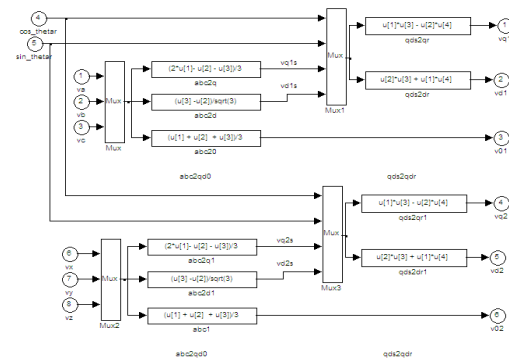 4
cos_thetar
5
sin_thetar
1
va
2
vb
3
vc
Mux
Mux
(2*u[1]- u[2] - u[3])/3
abc2q
(u[3] -u[2])/sqrt(3)
abc2d
(u[1] + u[2] + u[3])/3
abc20
vq1s
vd1s
Mux
Mux1
u[1]*u[3] - u[2]*u[4]
qds2qr
u[2]*u[3] + u[1]*u[4]
qds2dr
1
vq1
2
vd1
3
v01
abc2qd0
qds2qdr
6
vx
7
vy
8
vz
Mux
Mux2
(2*u[1]- u[2] - u[3])/3
abc2q1
(u[3] -u[2])/sqrt(3)
abc2d1
(u[1] + u[2] + u[3])/3
abc1
vq2s
vd2s
Mux
Mux3
u[1]*u[3] - u[2]*u[4]
qds2qr1
u[2]*u[3] + u[1]*u[4]
qds2dr1
4
vq2
5
vd2
6
v02
abc2qd0
qds2qdr